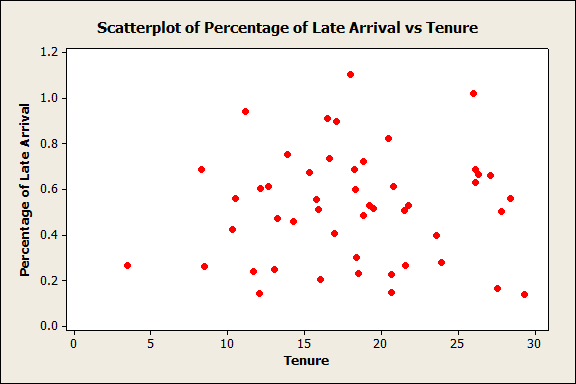 Scatterplot of Percentage of Late Arrival vs Tenure
Percentage of Late Arrival
1.2
1.0
0.8
0.6
0.4
0.2
0.0
0 5 10 15 20 25 30
Tenure